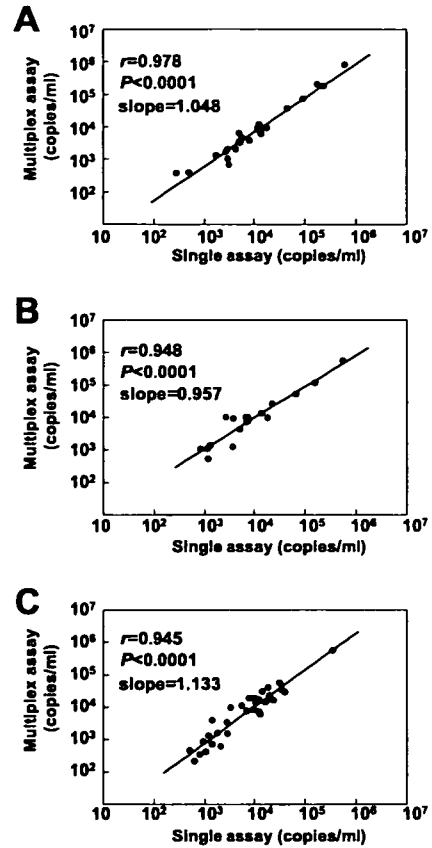 A
Multiplex assay
(copies/ml)
10⁷
10⁶
10⁵
10⁴
10³
10²
r=0.978
P<0.0001
slope=1.048
10 10² 10³ 10⁴ 10⁵ 10⁶ 10⁷
Single assay (copies/ml)
B
Multiplex assay
(copies/ml)
10⁷
10⁶
10⁵
10⁴
10³
10²
r=0.948
P<0.0001
slope=0.957
10 10² 10³ 10⁴ 10⁵ 10⁶ 10⁷
Single assay (copies/ml)
C
Multiplex assay
(copies/ml)
10⁷
10⁶
10⁵
10⁴
10³
10²
r=0.945
P<0.0001
slope=1.133
10 10² 10³ 10⁴ 10⁵ 10⁶ 10⁷
Single assay (copies/ml)